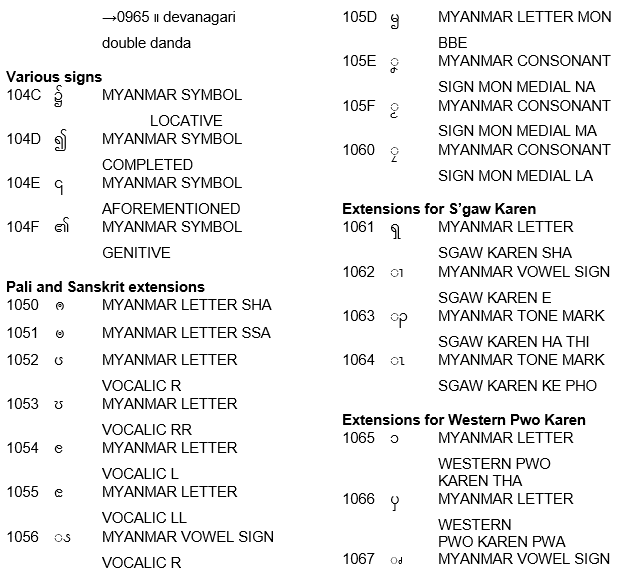 →0965 ॥ devanagari
double danda
Various signs
104C ၌ MYANMAR SYMBOL
LOCATIVE
104D ၍ MYANMAR SYMBOL
COMPLETED
104E ၎ MYANMAR SYMBOL
AFOREMENTIONED
104F ၏ MYANMAR SYMBOL
GENITIVE
Pali and Sanskrit extensions
1050 ၐ MYANMAR LETTER SHA
1051 ၑ MYANMAR LETTER SSA
1052 ၒ MYANMAR LETTER
VOCALIC R
1053 ၓ MYANMAR LETTER
VOCALIC RR
1054 ၔ MYANMAR LETTER
VOCALIC L
1055 ၕ MYANMAR LETTER
VOCALIC LL
1056 ◌ၖ MYANMAR VOWEL SIGN
VOCALIC R
105D ၝ MYANMAR LETTER MON
BBE
105E ◌ၞ MYANMAR CONSONANT
SIGN MON MEDIAL NA
105F ◌ၟ MYANMAR CONSONANT
SIGN MON MEDIAL MA
1060 ◌ၠ MYANMAR CONSONANT
SIGN MON MEDIAL LA
Extensions for S’gaw Karen
1061 ၡ MYANMAR LETTER
SGAW KAREN SHA
1062 ◌ၢ MYANMAR VOWEL SIGN
SGAW KAREN E
1063 ◌ၣ MYANMAR TONE MARK
SGAW KAREN HA THI
1064 ◌ၤ MYANMAR TONE MARK
SGAW KAREN KE PHO
Extensions for Western Pwo Karen
1065 ၥ MYANMAR LETTER
WESTERN PWO
KAREN THA
1066 ၦ MYANMAR LETTER
WESTERN
PWO KAREN PWA
1067 ◌ၧ MYANMAR VOWEL SIGN